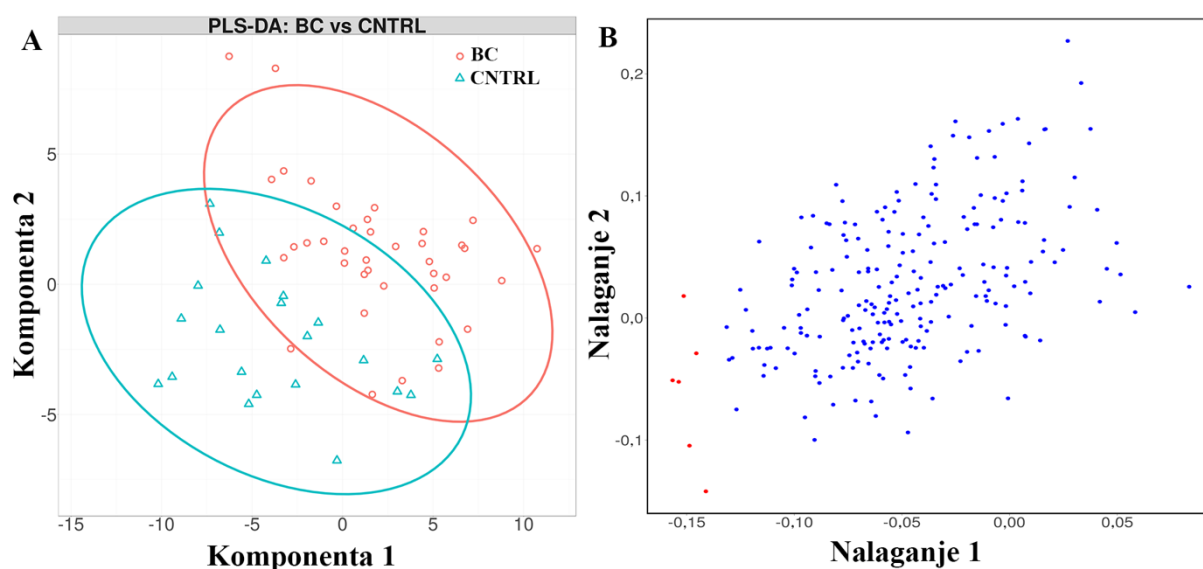 A
PLS-DA: BC vs CNTRL
BC
CNTRL
5
0
-5
Komponenta 2
-15
-10
-5
0
5
10
Komponenta 1
B
0,2
0,1
0,0
-0,1
Nalaganje 2
-0,15
-0,10
-0,05
0,00
0,05
Nalaganje 1